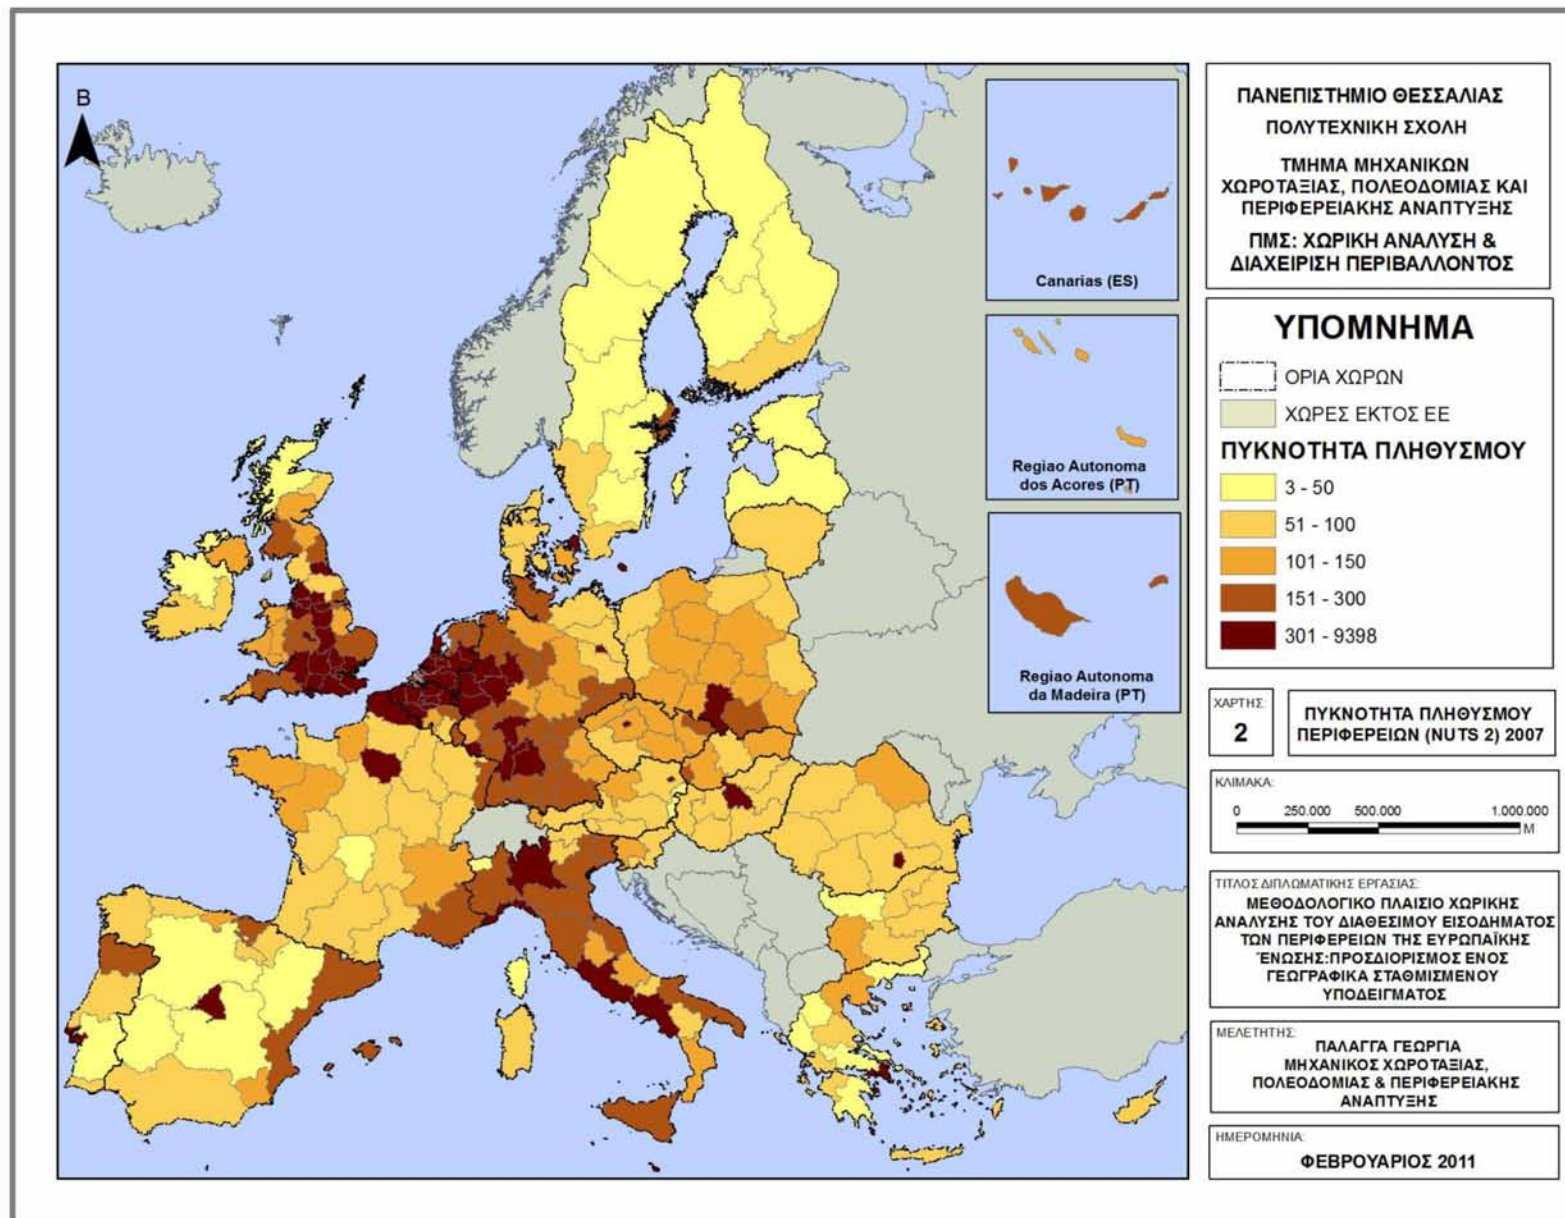 B
Canarias (ES)
Regiao Autonoma
dos Acores (PT)
Regiao Autonoma
da Madeira (PT)
ΠΑΝΕΠΙΣΤΗΜΙΟ ΘΕΣΣΑΛΙΑΣ
ΠΟΛΥΤΕΧΝΙΚΗ ΣΧΟΛΗ
ΤΜΗΜΑ ΜΗΧΑΝΙΚΩΝ
ΧΩΡΟΤΑΞΙΑΣ, ΠΟΛΕΟΔΟΜΙΑΣ ΚΑΙ
ΠΕΡΙΦΕΡΕΙΑΚΗΣ ΑΝΑΠΤΥΞΗΣ
ΠΜΣ: ΧΩΡΙΚΗ ΑΝΑΛΥΣΗ &
ΔΙΑΧΕΙΡΙΣΗ ΠΕΡΙΒΑΛΛΟΝΤΟΣ
ΥΠΟΜΝΗΜΑ
ΟΡΙΑ ΧΩΡΩΝ
ΧΩΡΕΣ ΕΚΤΟΣ ΕΕ
ΠΥΚΝΟΤΗΤΑ ΠΛΗΘΥΣΜΟΥ
3 - 50
51 - 100
101 - 150
151 - 300
301 - 9398
ΧΑΡΤΗΣ:
2
ΠΥΚΝΟΤΗΤΑ ΠΛΗΘΥΣΜΟΥ
ΠΕΡΙΦΕΡΕΙΩΝ (NUTS 2) 2007
ΚΛΙΜΑΚΑ:
0 250.000 500.000 1.000.000
M
ΤΙΤΛΟΣ ΔΙΠΛΩΜΑΤΙΚΗΣ ΕΡΓΑΣΙΑΣ:
ΜΕΘΟΔΟΛΟΓΙΚΟ ΠΛΑΙΣΙΟ ΧΩΡΙΚΗΣ
ΑΝΑΛΥΣΗΣ ΤΟΥ ΔΙΑΘΕΣΙΜΟΥ ΕΙΣΟΔΗΜΑΤΟΣ
ΤΩΝ ΠΕΡΙΦΕΡΕΙΩΝ ΤΗΣ ΕΥΡΩΠΑΪΚΗΣ
ΈΝΩΣΗΣ:ΠΡΟΣΔΙΟΡΙΣΜΟΣ ΕΝΟΣ
ΓΕΩΓΡΑΦΙΚΑ ΣΤΑΘΜΙΣΜΕΝΟΥ
ΥΠΟΔΕΙΓΜΑΤΟΣ
ΜΕΛΕΤΗΤΗΣ:
ΠΑΛΑΓΓΑ ΓΕΩΡΓΙΑ
ΜΗΧΑΝΙΚΟΣ ΧΩΡΟΤΑΞΙΑΣ,
ΠΟΛΕΟΔΟΜΙΑΣ & ΠΕΡΙΦΕΡΕΙΑΚΗΣ
ΑΝΑΠΤΥΞΗΣ
ΗΜΕΡΟΜΗΝΙΑ:
ΦΕΒΡΟΥΑΡΙΟΣ 2011